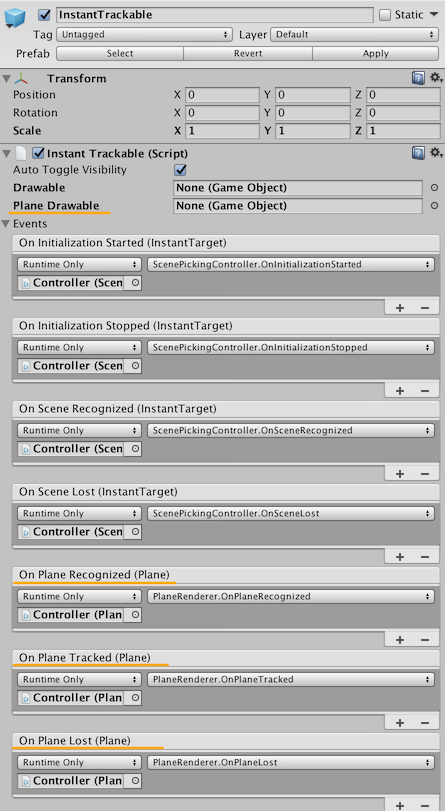 InstantTrackable Static
Tag Untagged Layer Default
Prefab Select Revert Apply
Transform
Position X 0 Y 0 Z 0
Rotation X 0 Y 0 Z 0
Scale X 1 Y 1 Z 1
Instant Trackable (Script)
Auto Toggle Visibility
Drawable None (Game Object)
Plane Drawable None (Game Object)
Events
On Initialization Started (InstantTarget)
Runtime Only ScenePickingController.OnInitializationStarted
Controller (Scen
+ −
On Initialization Stopped (InstantTarget)
Runtime Only ScenePickingController.OnInitializationStopped
Controller (Scen
+ −
On Scene Recognized (InstantTarget)
Runtime Only ScenePickingController.OnSceneRecognized
Controller (Scen
+ −
On Scene Lost (InstantTarget)
Runtime Only ScenePickingController.OnSceneLost
Controller (Scen
+ −
On Plane Recognized (Plane)
Runtime Only PlaneRenderer.OnPlaneRecognized
Controller (Plan
+ −
On Plane Tracked (Plane)
Runtime Only PlaneRenderer.OnPlaneTracked
Controller (Plan
+ −
On Plane Lost (Plane)
Runtime Only PlaneRenderer.OnPlaneLost
Controller (Plan
+ −